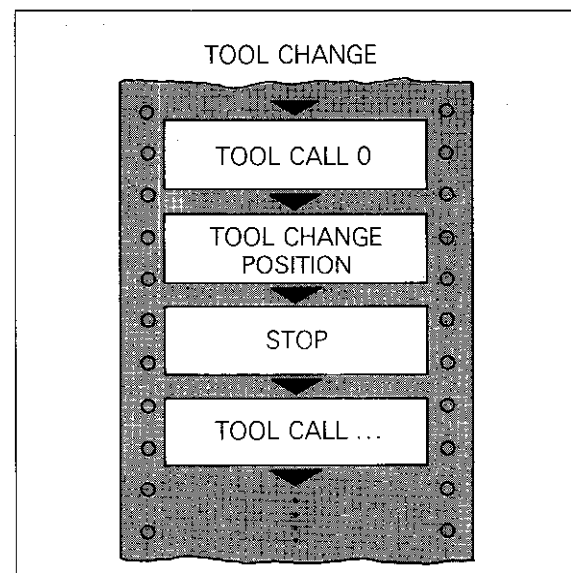 TOOL CHANGE
TOOL CALL 0
TOOL CHANGE
POSITION
STOP
TOOL CALL ...